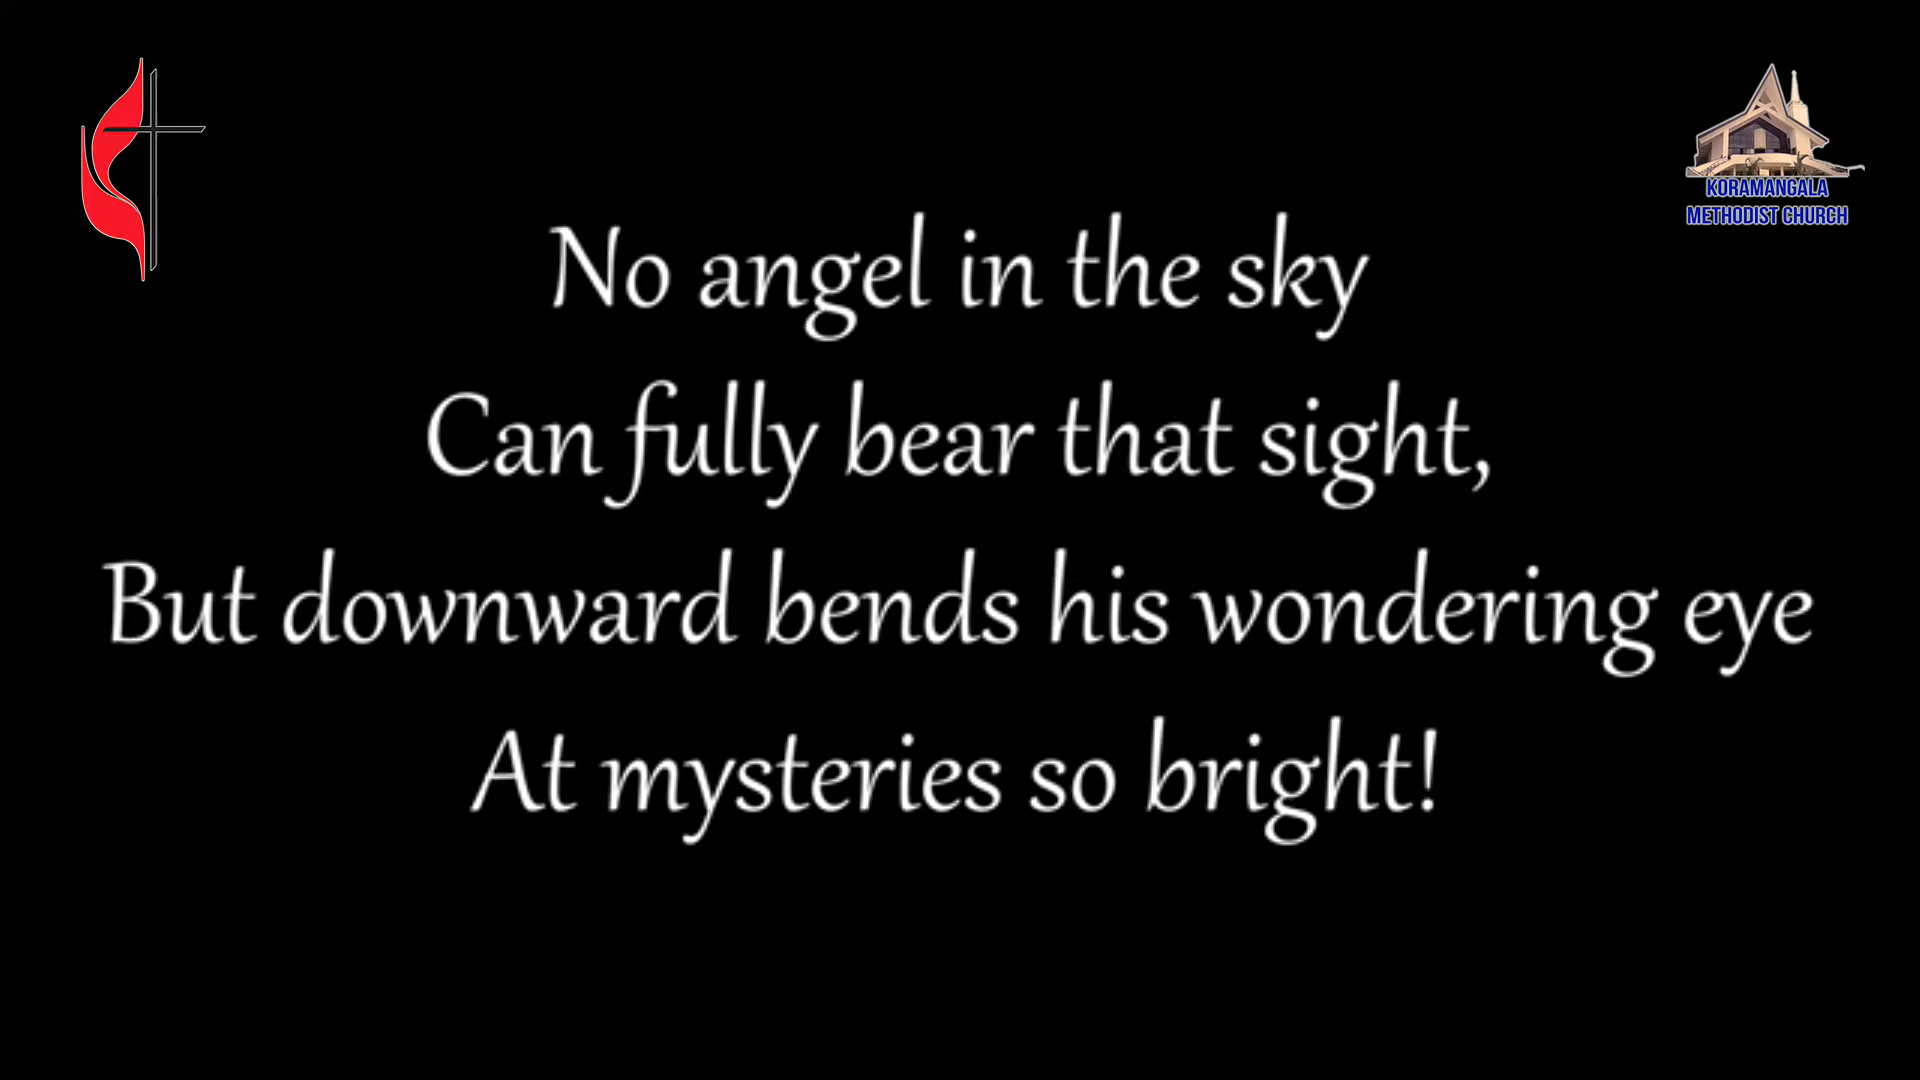 KORAMANGALA
METHODIST CHURCH
No angel in the sky
Can fully bear that sight,
But downward bends his wondering eye
At mysteries so bright!